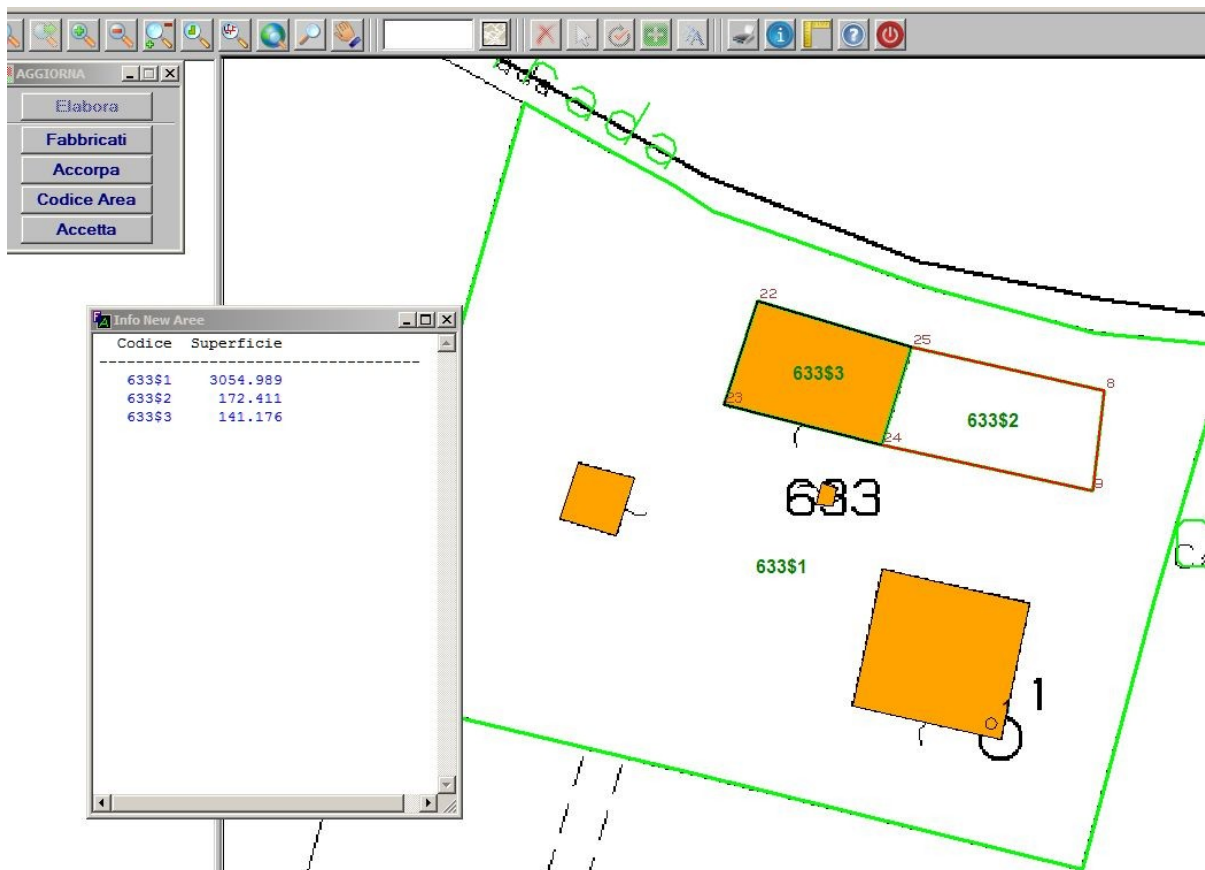 AGGIORNA
Elabora
Fabbricati
Accorpa
Codice Area
Accetta
Info New Aree
Codice Superficie
633$1 3054.989
633$2 172.411
633$3 141.176
rada
22
25
8
633$3
633$2
23
24
9
633
633$1
1